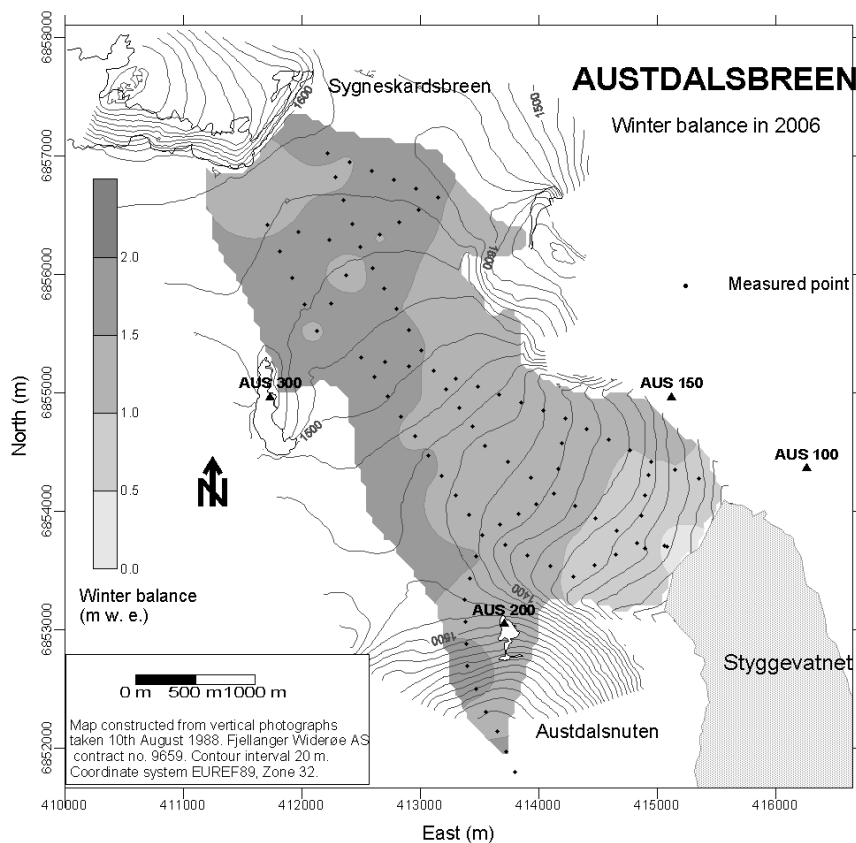 AUSTDALSBREEN
Winter balance in 2006
Sygneskardsbreen
1600
1500
1600
Measured point
2.0
1.5
1.0
0.5
0.0
Winter balance
(m w. e.)
AUS 300
AUS 150
AUS 100
1500
N
1400
AUS 200
1500
Styggevatnet
Austdalsnuten
0 m 500 m 1000 m
Map constructed from vertical photographs
taken 10th August 1988. Fjellanger Widerøe AS
contract no. 9659. Contour interval 20 m.
Coordinate system EUREF89, Zone 32.
North (m)
6858000
6857000
6856000
6855000
6854000
6853000
6852000
410000 411000 412000 413000 414000 415000 416000
East (m)